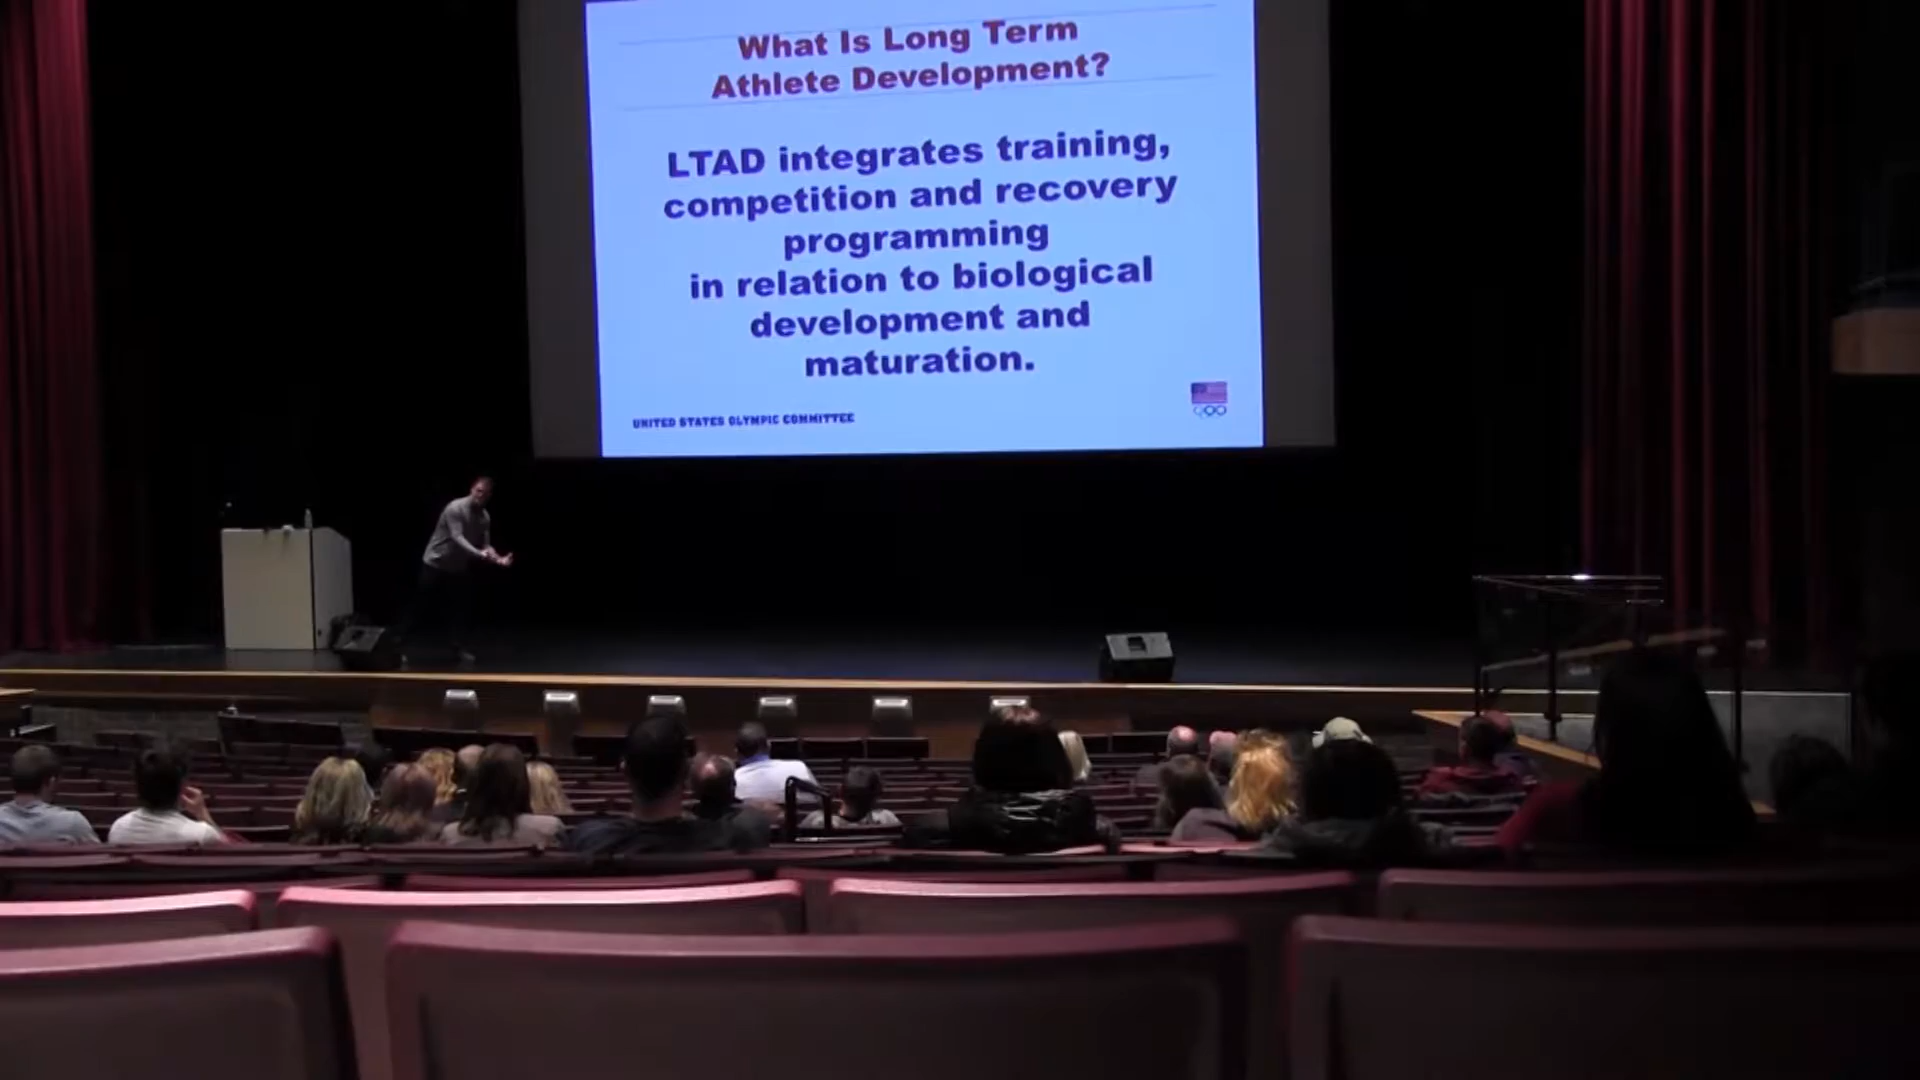 What Is Long Term
Athlete Development?
LTAD integrates training,
competition and recovery
programming
in relation to biological
development and
maturation.
UNITED STATES OLYMPIC COMMITTEE